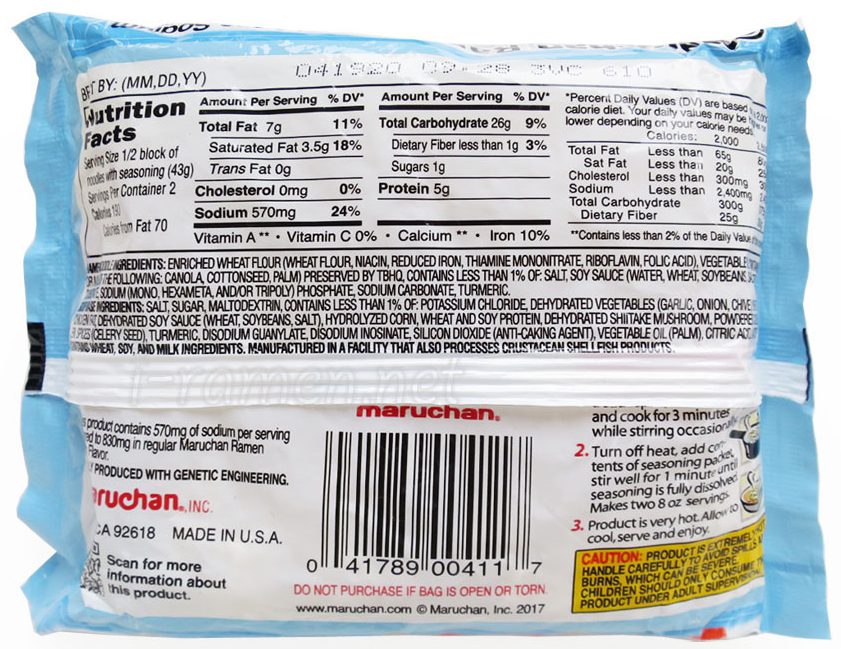 BY: (MM,DD,YY)
041920 09:28 JVC 610
Nutrition
Facts
Serving Size 1/2 block of
noodles with seasoning (43g)
Servings Per Container 2
Calories 190
Calories from Fat 70
Amount Per Serving % DV*
Total Fat 7g 11%
Saturated Fat 3.5g 18%
Trans Fat 0g
Cholesterol 0mg 0%
Sodium 570mg 24%
Amount Per Serving % DV*
Total Carbohydrate 26g 9%
Dietary Fiber less than 1g 3%
Sugars 1g
Protein 5g
Vitamin A ** • Vitamin C 0% • Calcium ** • Iron 10%
*Percent Daily Values (DV) are based
calorie diet. Your daily values may be
lower depending on your calorie needs
Calories: 2,000
Total Fat Less than 65g
Sat Fat Less than 20g
Cholesterol Less than 300mg
Sodium Less than 2,400mg
Total Carbohydrate 300g
Dietary Fiber 25g
**Contains less than 2% of the Daily Value
INGREDIENTS: ENRICHED WHEAT FLOUR (WHEAT FLOUR, NIACIN, REDUCED IRON, THIAMINE MONONITRATE, RIBOFLAVIN, FOLIC ACID), VEGETABLE
THE FOLLOWING: CANOLA, COTTONSEED, PALM) PRESERVED BY TBHQ, CONTAINS LESS THAN 1% OF: SALT, SOY SAUCE (WATER, WHEAT, SOYBEANS,
SODIUM (MONO, HEXAMETA, AND/OR TRIPOLY) PHOSPHATE, SODIUM CARBONATE, TURMERIC.
INGREDIENTS: SALT, SUGAR, MALTODEXTRIN, CONTAINS LESS THAN 1% OF: POTASSIUM CHLORIDE, DEHYDRATED VEGETABLES (GARLIC, ONION,
DEHYDRATED SOY SAUCE (WHEAT, SOYBEANS, SALT), HYDROLYZED CORN, WHEAT AND SOY PROTEIN, DEHYDRATED SHIITAKE MUSHROOM,
SPICES (CELERY SEED), TURMERIC, DISODIUM GUANYLATE, DISODIUM INOSINATE, SILICON DIOXIDE (ANTI-CAKING AGENT), VEGETABLE OIL (PALM), CITRIC
WHEAT, SOY, AND MILK INGREDIENTS. MANUFACTURED IN A FACILITY THAT ALSO PROCESSES CRUSTACEAN SHELLFISH PRODUCTS.
i-ramen.net
product contains 570mg of sodium per serving
to 830mg in regular Maruchan Ramen
Flavor.
PRODUCED WITH GENETIC ENGINEERING.
maruchan, INC.
CA 92618 MADE IN U.S.A.
Scan for more
information about
this product.
maruchan.
0 41789 00411 7
DO NOT PURCHASE IF BAG IS OPEN OR TORN.
www.maruchan.com © Maruchan, Inc. 2017
and cook for 3 minutes
while stirring
2. Turn off heat, add con-
tents of seasoning packet,
stir well for 1 minute until
seasoning is fully dissolved.
Makes two 8 oz servings.
3. Product is very hot. Allow to
cool, serve and enjoy.
CAUTION: PRODUCT IS EXTREMELY HOT
HANDLE CAREFULLY TO AVOID SPILLS
BURNS, WHICH CAN BE SEVERE.
CHILDREN SHOULD ONLY CONSUME
PRODUCT UNDER ADULT SUPERVISION